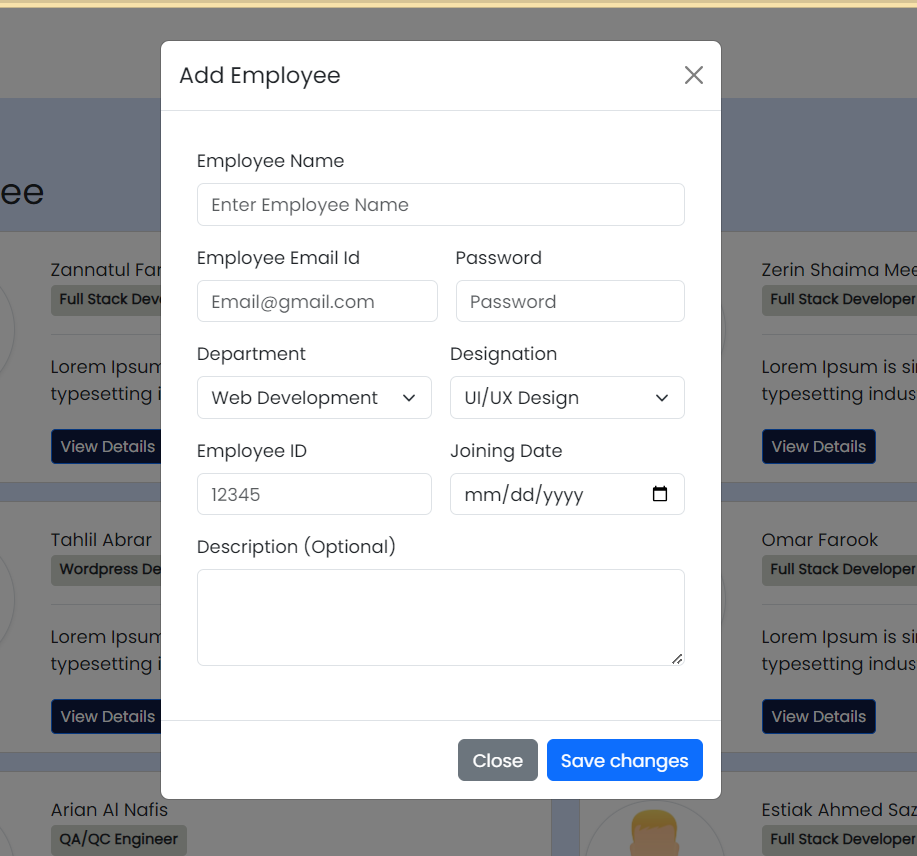 Add Employee
Employee Name
Enter Employee Name
Employee Email Id Password
Email@gmail.com Password
Department Designation
Web Development UI/UX Design
Employee ID Joining Date
12345 mm/dd/yyyy
Description (Optional)
Close Save changes
ee
Zannatul Far
Full Stack Dev
Lorem Ipsum
typesetting i
View Details
Zerin Shaima Mee
Full Stack Developer
Lorem Ipsum is si
typesetting indus
View Details
Tahlil Abrar
Wordpress De
Lorem Ipsum
typesetting i
View Details
Omar Farook
Full Stack Developer
Lorem Ipsum is si
typesetting indus
View Details
Arian Al Nafis
QA/QC Engineer
Estiak Ahmed Saz
Full Stack Developer